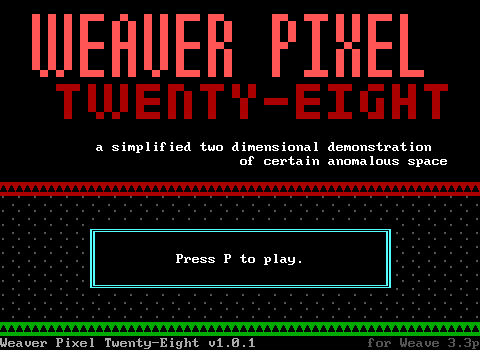 WEAVER PIXEL
TWENTY-EIGHT
a simplified two dimensional demonstration
of certain anomalous space
Press P to play.
Weaver Pixel Twenty-Eight v1.0.1 for Weave 3.3p